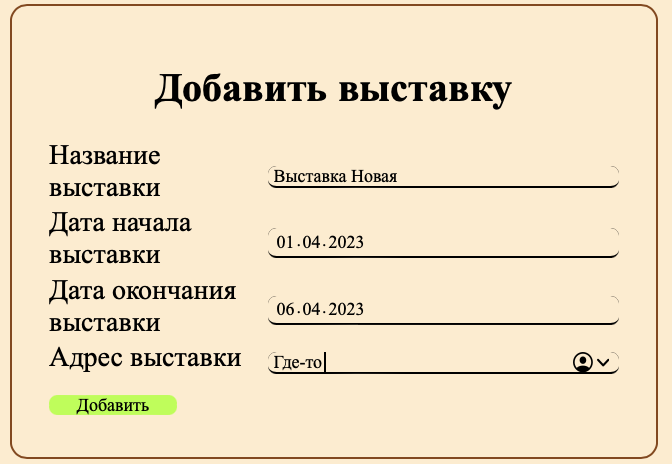 Добавить выставку
Название
выставки
Выставка Новая
Дата начала
выставки
01.04.2023
Дата окончания
выставки
06.04.2023
Адрес выставки
Где-то
Добавить